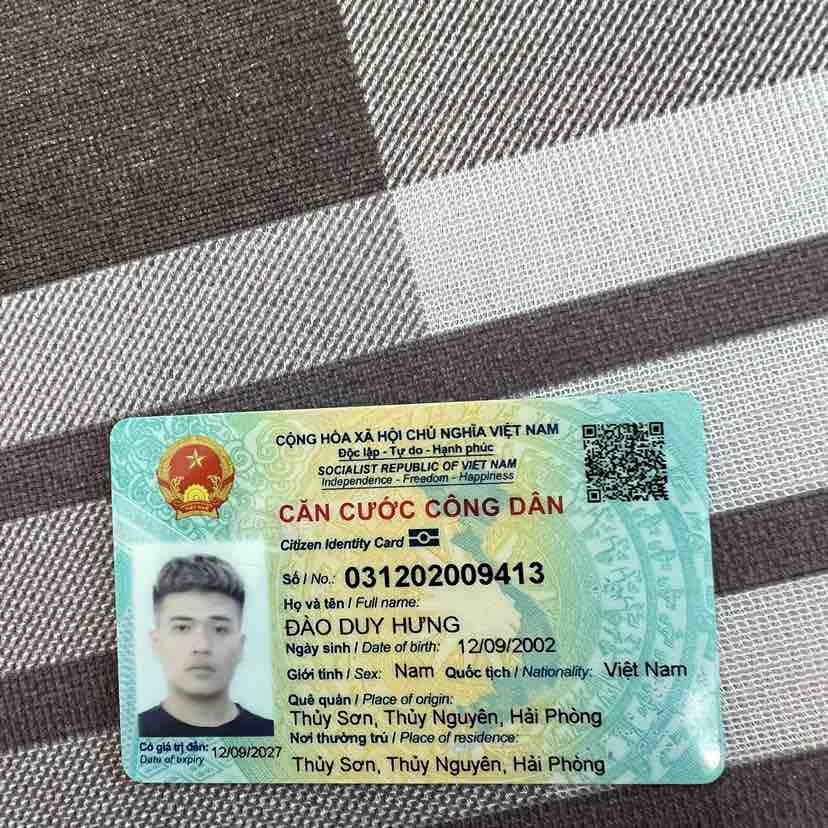 CỘNG HÒA XÃ HỘI CHỦ NGHĨA VIỆT NAM
Độc lập - Tự do - Hạnh phúc
SOCIALIST REPUBLIC OF VIET NAM
Independence - Freedom - Happiness
CĂN CƯỚC CÔNG DÂN
Citizen Identity Card
Số / No.: 031202009413
Họ và tên / Full name:
ĐÀO DUY HƯNG
Ngày sinh / Date of birth: 12/09/2002
Giới tính / Sex: Nam Quốc tịch / Nationality: Việt Nam
Quê quán / Place of origin:
Thủy Sơn, Thủy Nguyên, Hải Phòng
Nơi thường trú / Place of residence:
Thủy Sơn, Thủy Nguyên, Hải Phòng
Có giá trị đến: 12/09/2027
Date of expiry